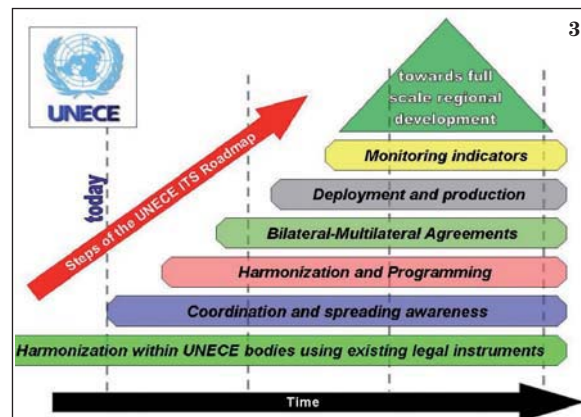 3
UNECE
towards full
scale regional
development
Monitoring indicators
Deployment and production
Bilateral-Multilateral Agreements
Harmonization and Programming
Coordination and spreading awareness
Harmonization within UNECE bodies using existing legal instruments
today
Steps of the UNECE ITS Roadmap
Time